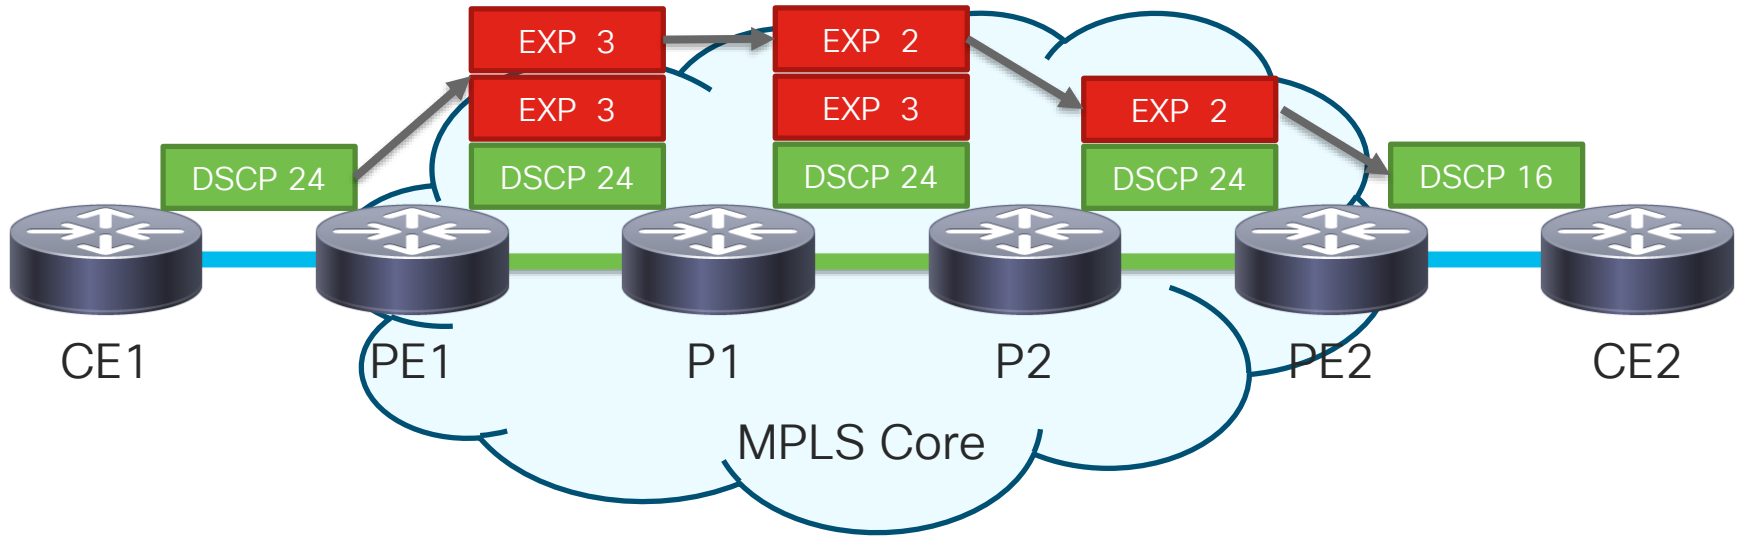 EXP 3
EXP 2
EXP 3
EXP 3
EXP 2
DSCP 24
DSCP 24
DSCP 24
DSCP 24
DSCP 16
CE1
PE1
P1
P2
PE2
CE2
MPLS Core